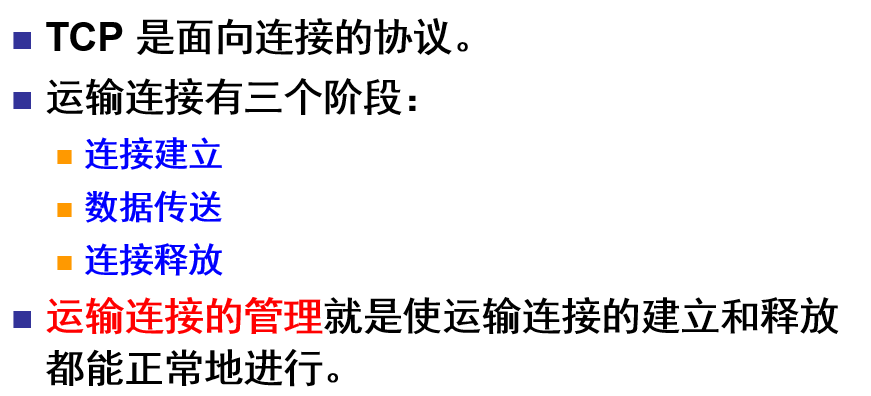 TCP 是面向连接的协议。
运输连接有三个阶段：
连接建立
数据传送
连接释放
运输连接的管理就是使运输连接的建立和释放
都能正常地进行。